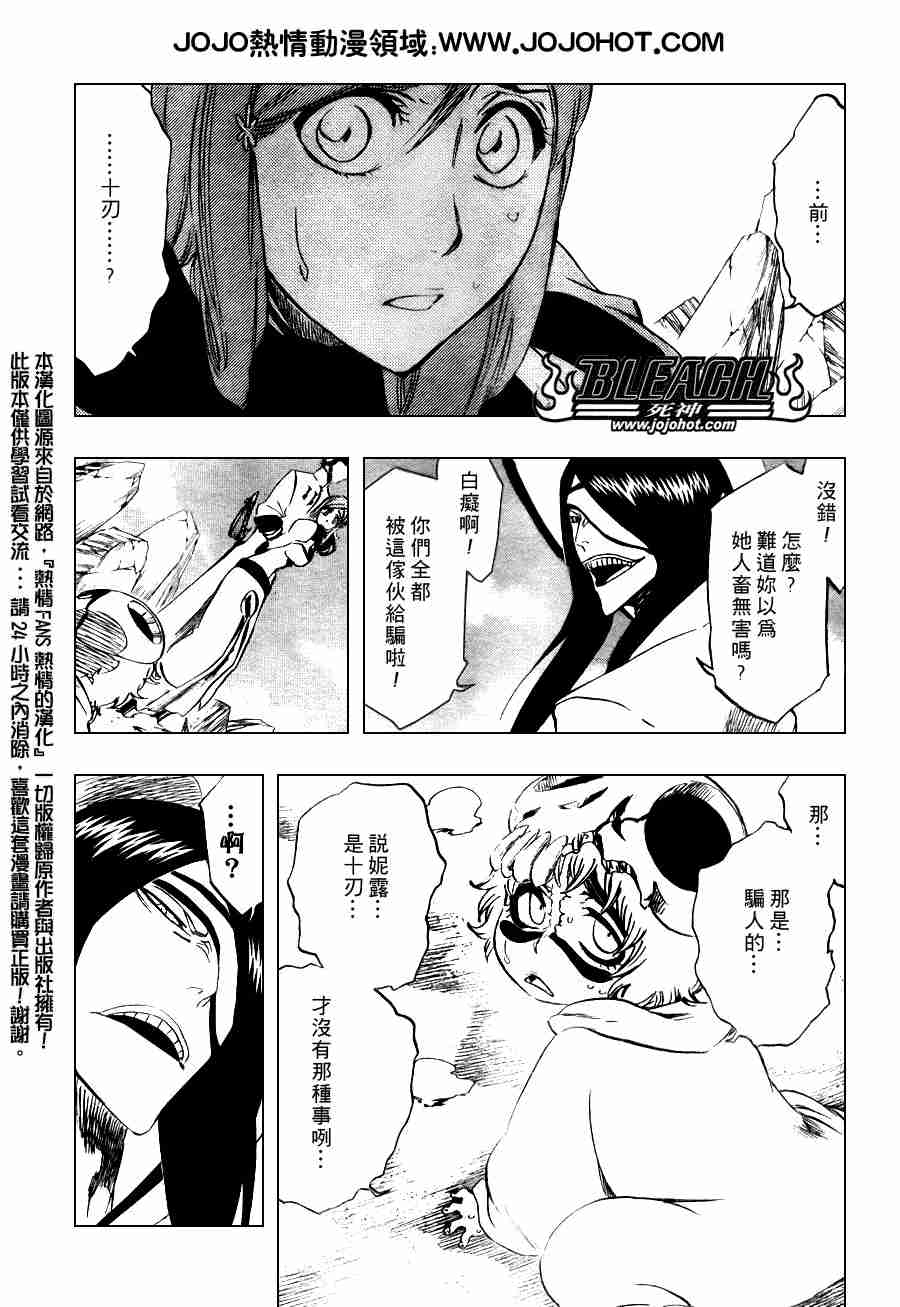 JOJO熱情動漫領域:WWW.JOJOHOT.COM
…前…
………十刃……?
BLEACH
死神
www.jojohot.com
沒錯!
怎麼?
難道妳以為
她人畜無害嗎?
白癡啊!
你們全都
被這傢伙給騙啦!
那…
那是…
騙人的…
說妮露…
是十刃…
才沒有那種事咧…
…啊?
本漢化圖源來自於網路,『熱情FANS熱情的漢化』一切版權歸原作者與出版社擁有!
此版本僅供學習試看交流…請24小時之內消除,喜歡這套漫畫請購買正版!謝謝。